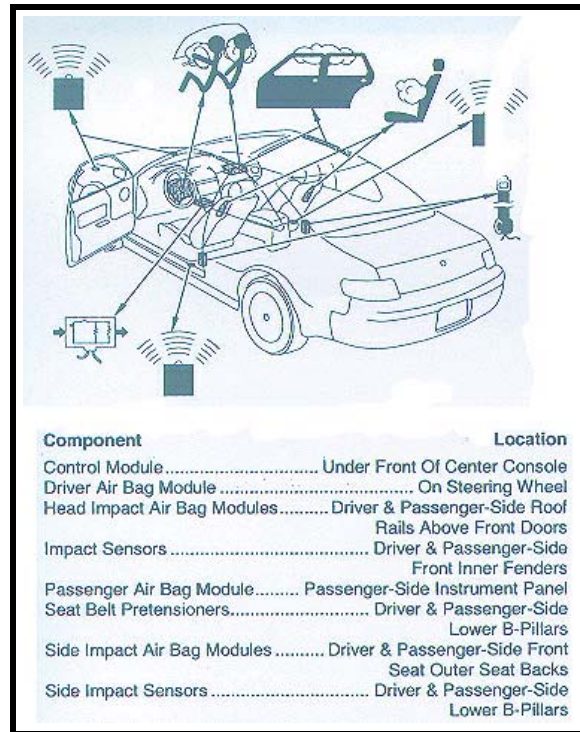 Component Location
Control Module.............................. Under Front Of Center Console
Driver Air Bag Module ...................................... On Steering Wheel
Head Impact Air Bag Modules.......... Driver & Passenger-Side Roof
Rails Above Front Doors
Impact Sensors ....................................... Driver & Passenger-Side
Front Inner Fenders
Passenger Air Bag Module......... Passenger-Side Instrument Panel
Seat Belt Pretensioners........................... Driver & Passenger-Side
Lower B-Pillars
Side Impact Air Bag Modules .......... Driver & Passenger-Side Front
Seat Outer Seat Backs
Side Impact Sensors ............................... Driver & Passenger-Side
Lower B-Pillars